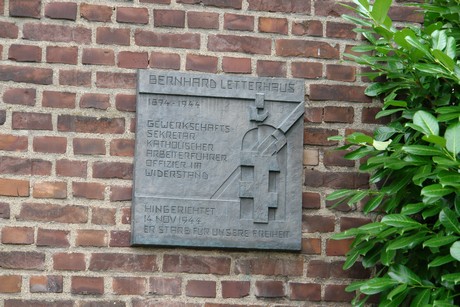 BERNHARD LETTERHAUS
1894-1944
GEWERKSCHAFTS
SEKRETÄR
KATHOLISCHER
ARBEITERFÜHRER
OFFIZIER IM
WIDERSTAND
HINGERICHTET
14 NOV 1944
ER STARB FÜR UNSERE FREIHEIT